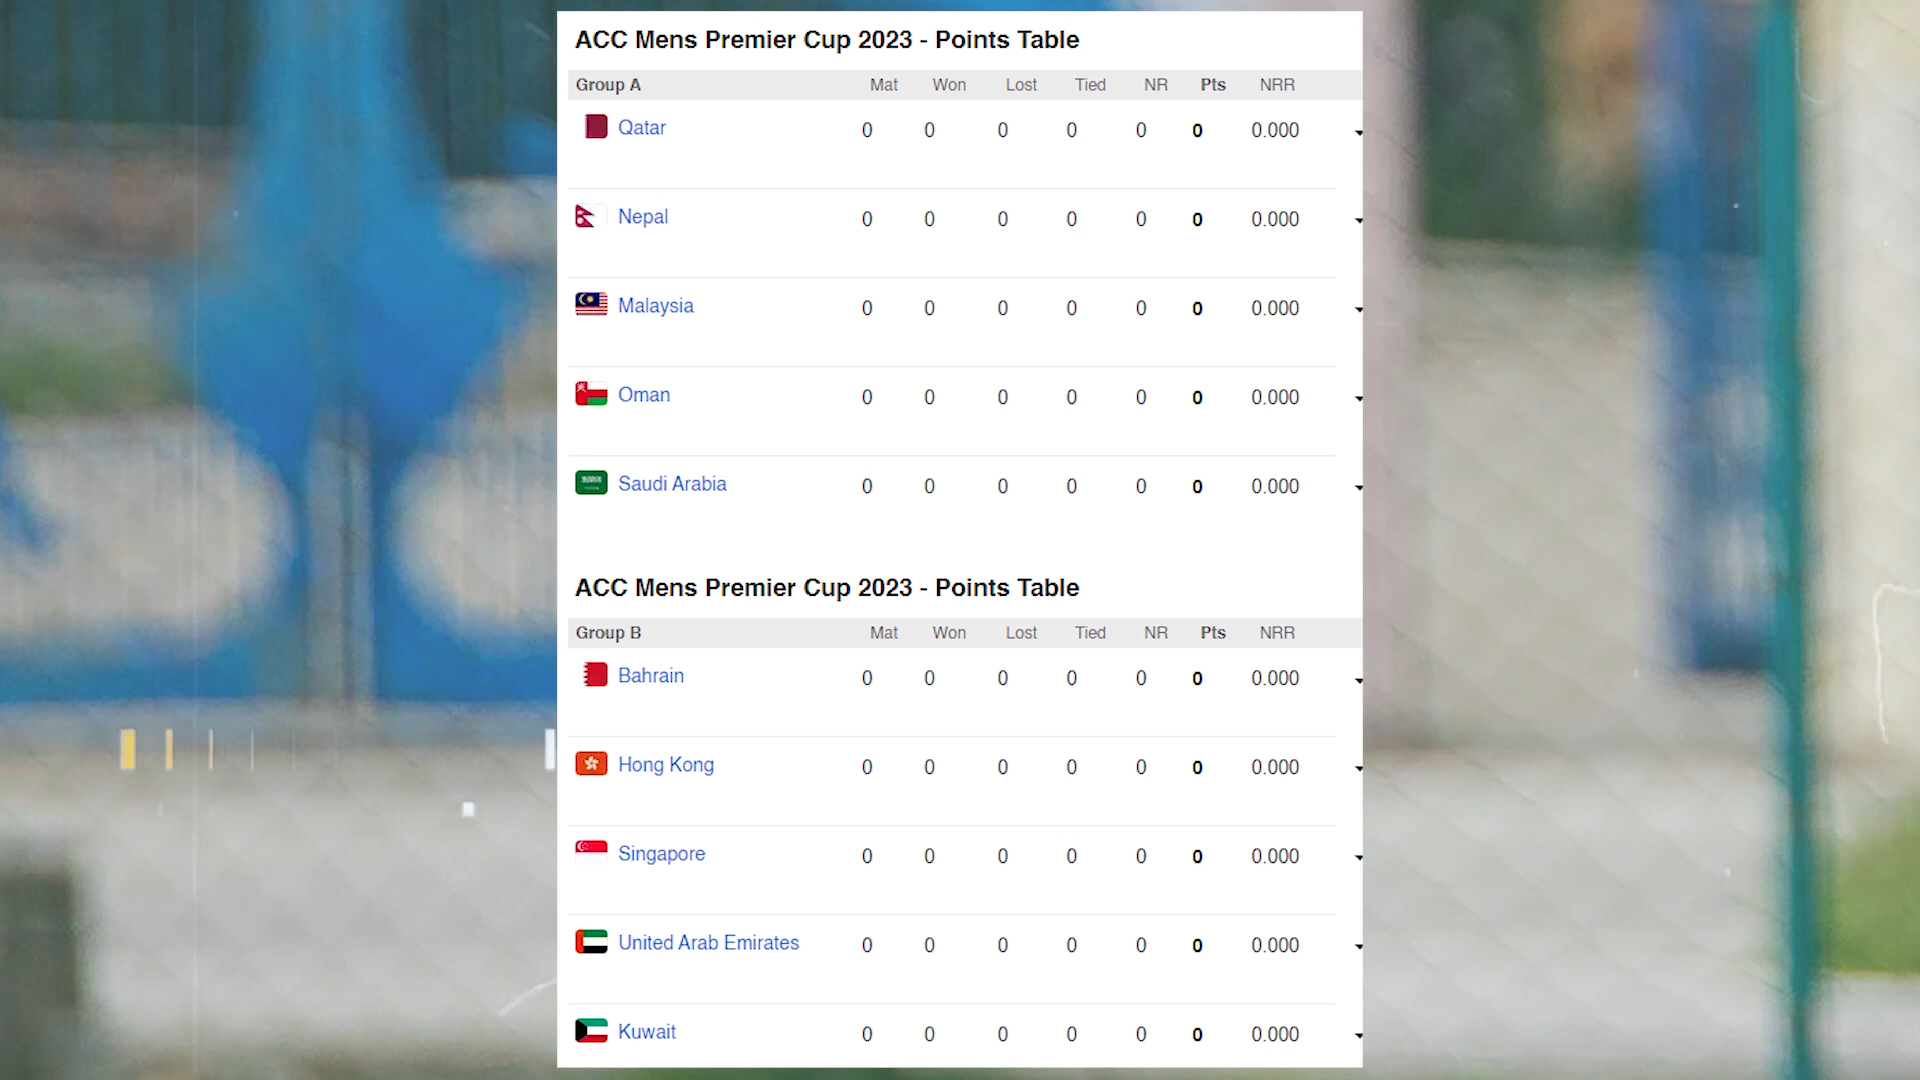 ACC Mens Premier Cup 2023 - Points Table
Group A Mat Won Lost Tied NR Pts NRR
Qatar 0 0 0 0 0 0 0.000
Nepal 0 0 0 0 0 0 0.000
Malaysia 0 0 0 0 0 0 0.000
Oman 0 0 0 0 0 0 0.000
Saudi Arabia 0 0 0 0 0 0 0.000
ACC Mens Premier Cup 2023 - Points Table
Group B Mat Won Lost Tied NR Pts NRR
Bahrain 0 0 0 0 0 0 0.000
Hong Kong 0 0 0 0 0 0 0.000
Singapore 0 0 0 0 0 0 0.000
United Arab Emirates 0 0 0 0 0 0 0.000
Kuwait 0 0 0 0 0 0 0.000